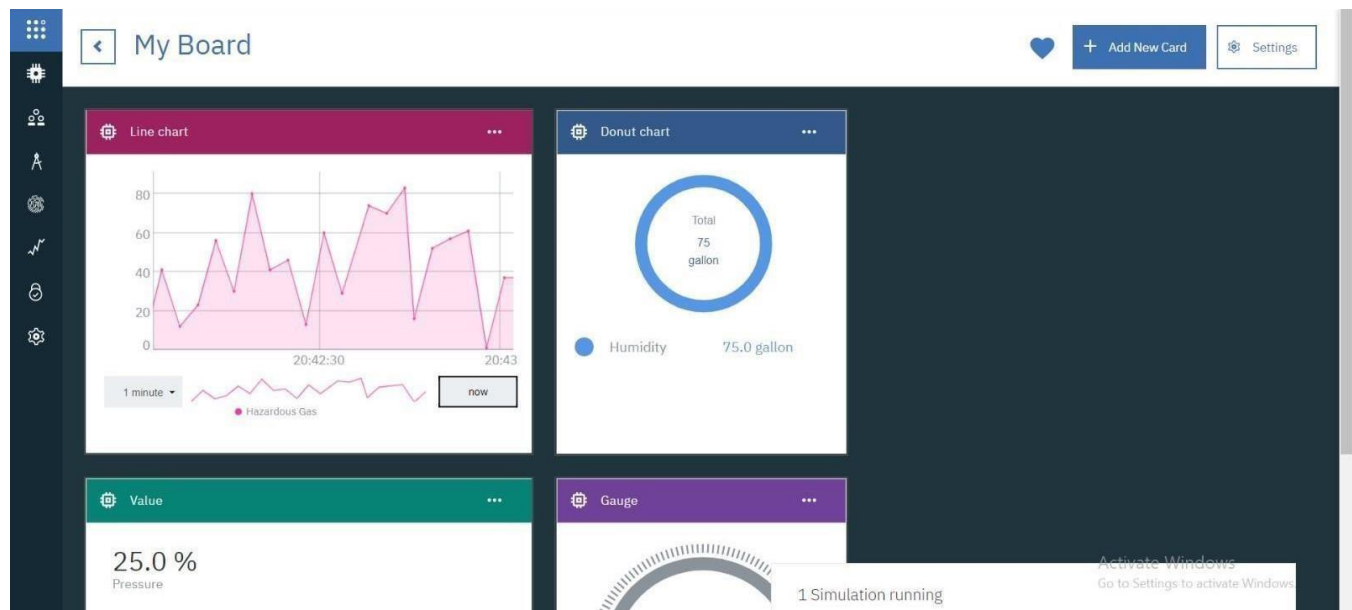 My Board
+ Add New Card
Settings
Line chart
80
60
40
20
0
20:42:30
20:43
1 minute
now
Hazardous Gas
Donut chart
Total
75
gallon
Humidity
75.0 gallon
Value
25.0 %
Pressure
Gauge
1 Simulation running
Activate Windows
Go to Settings to activate Windows.